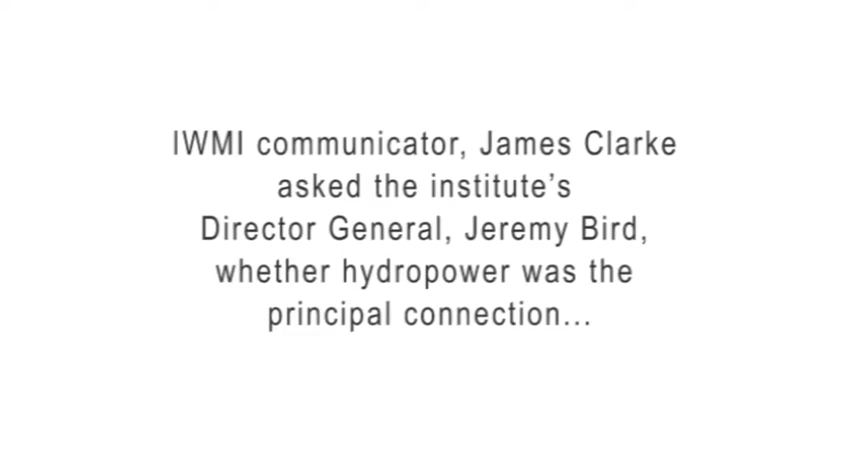 IWMI communicator, James Clarke
asked the institute’s
Director General, Jeremy Bird,
whether hydropower was the
principal connection...